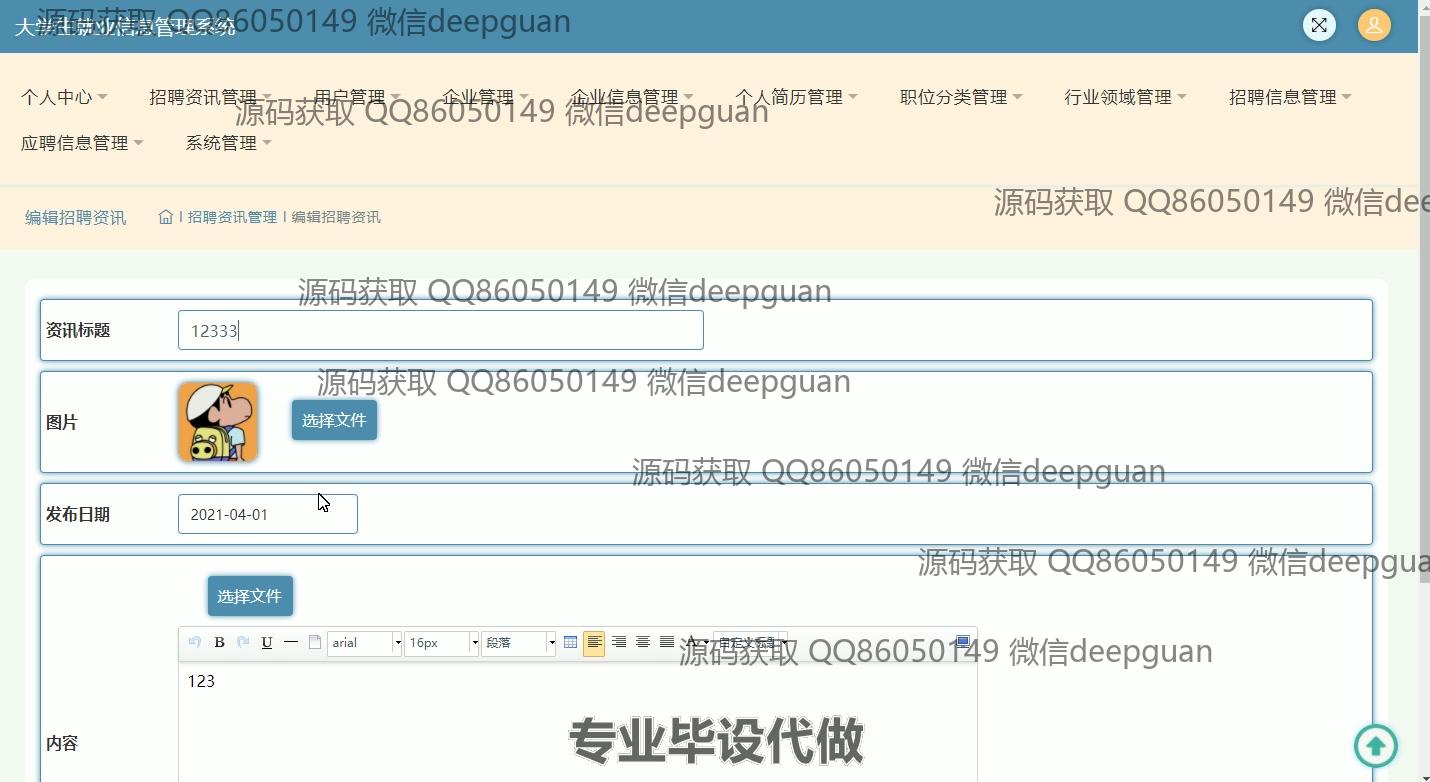 大学生就业信息管理系统
源码获取 QQ86050149 微信deepguan
个人中心 招聘资讯管理 用户管理 企业管理 企业信息管理 个人简历管理 职位分类管理 行业领域管理 招聘信息管理
源码获取 QQ86050149 微信deepguan
应聘信息管理 系统管理
源码获取 QQ86050149 微信dee
编辑招聘资讯 招聘资讯管理 编辑招聘资讯
源码获取 QQ86050149 微信deepguan
资讯标题 12333
源码获取 QQ86050149 微信deepguan
图片 选择文件
源码获取 QQ86050149 微信deepguan
发布日期 2021-04-01
源码获取 QQ86050149 微信deepgua
选择文件
B U arial 16px 段落 A 自定义标题
源码获取 QQ86050149 微信deepguan
123
专业毕设代做
内容